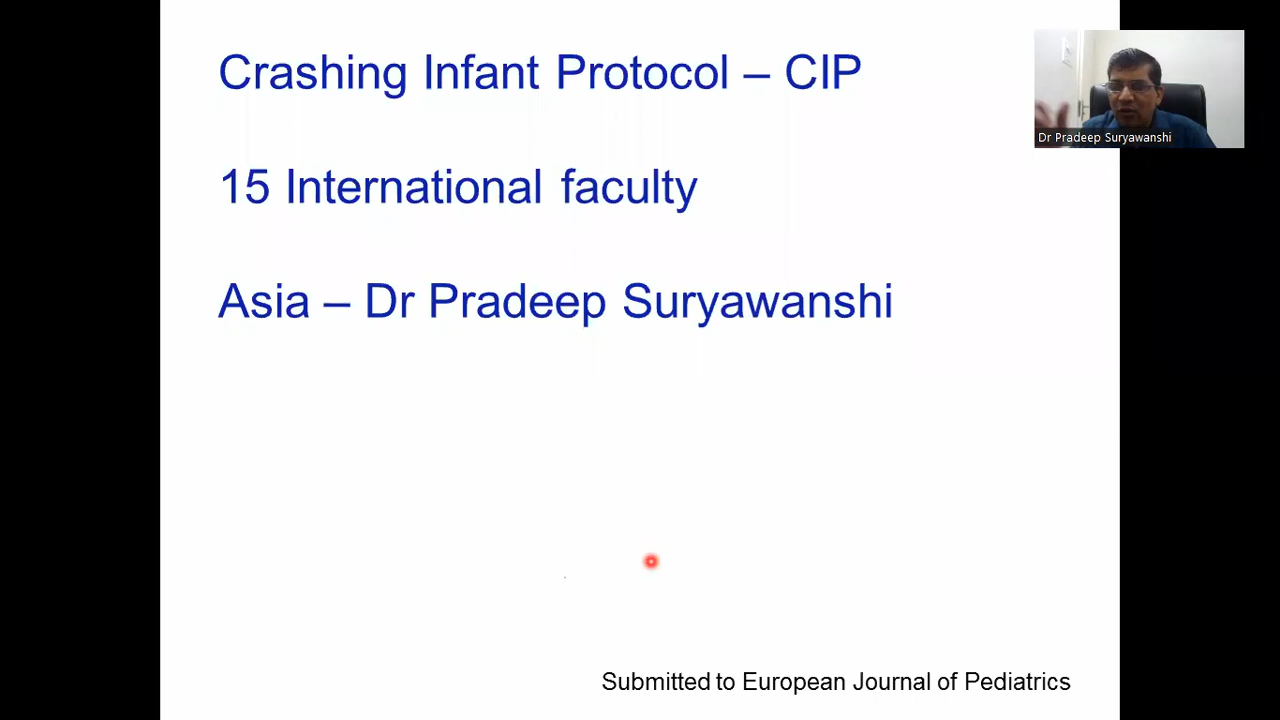 Crashing Infant Protocol – CIP
15 International faculty
Asia – Dr Pradeep Suryawanshi
Dr Pradeep Suryawanshi
Submitted to European Journal of Pediatrics